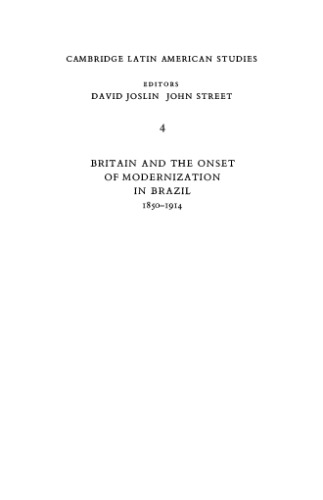 CAMBRIDGE LATIN AMERICAN STUDIES
EDITORS
DAVID JOSLIN JOHN STREET
4
BRITAIN AND THE ONSET
OF MODERNIZATION
IN BRAZIL
1850–1914